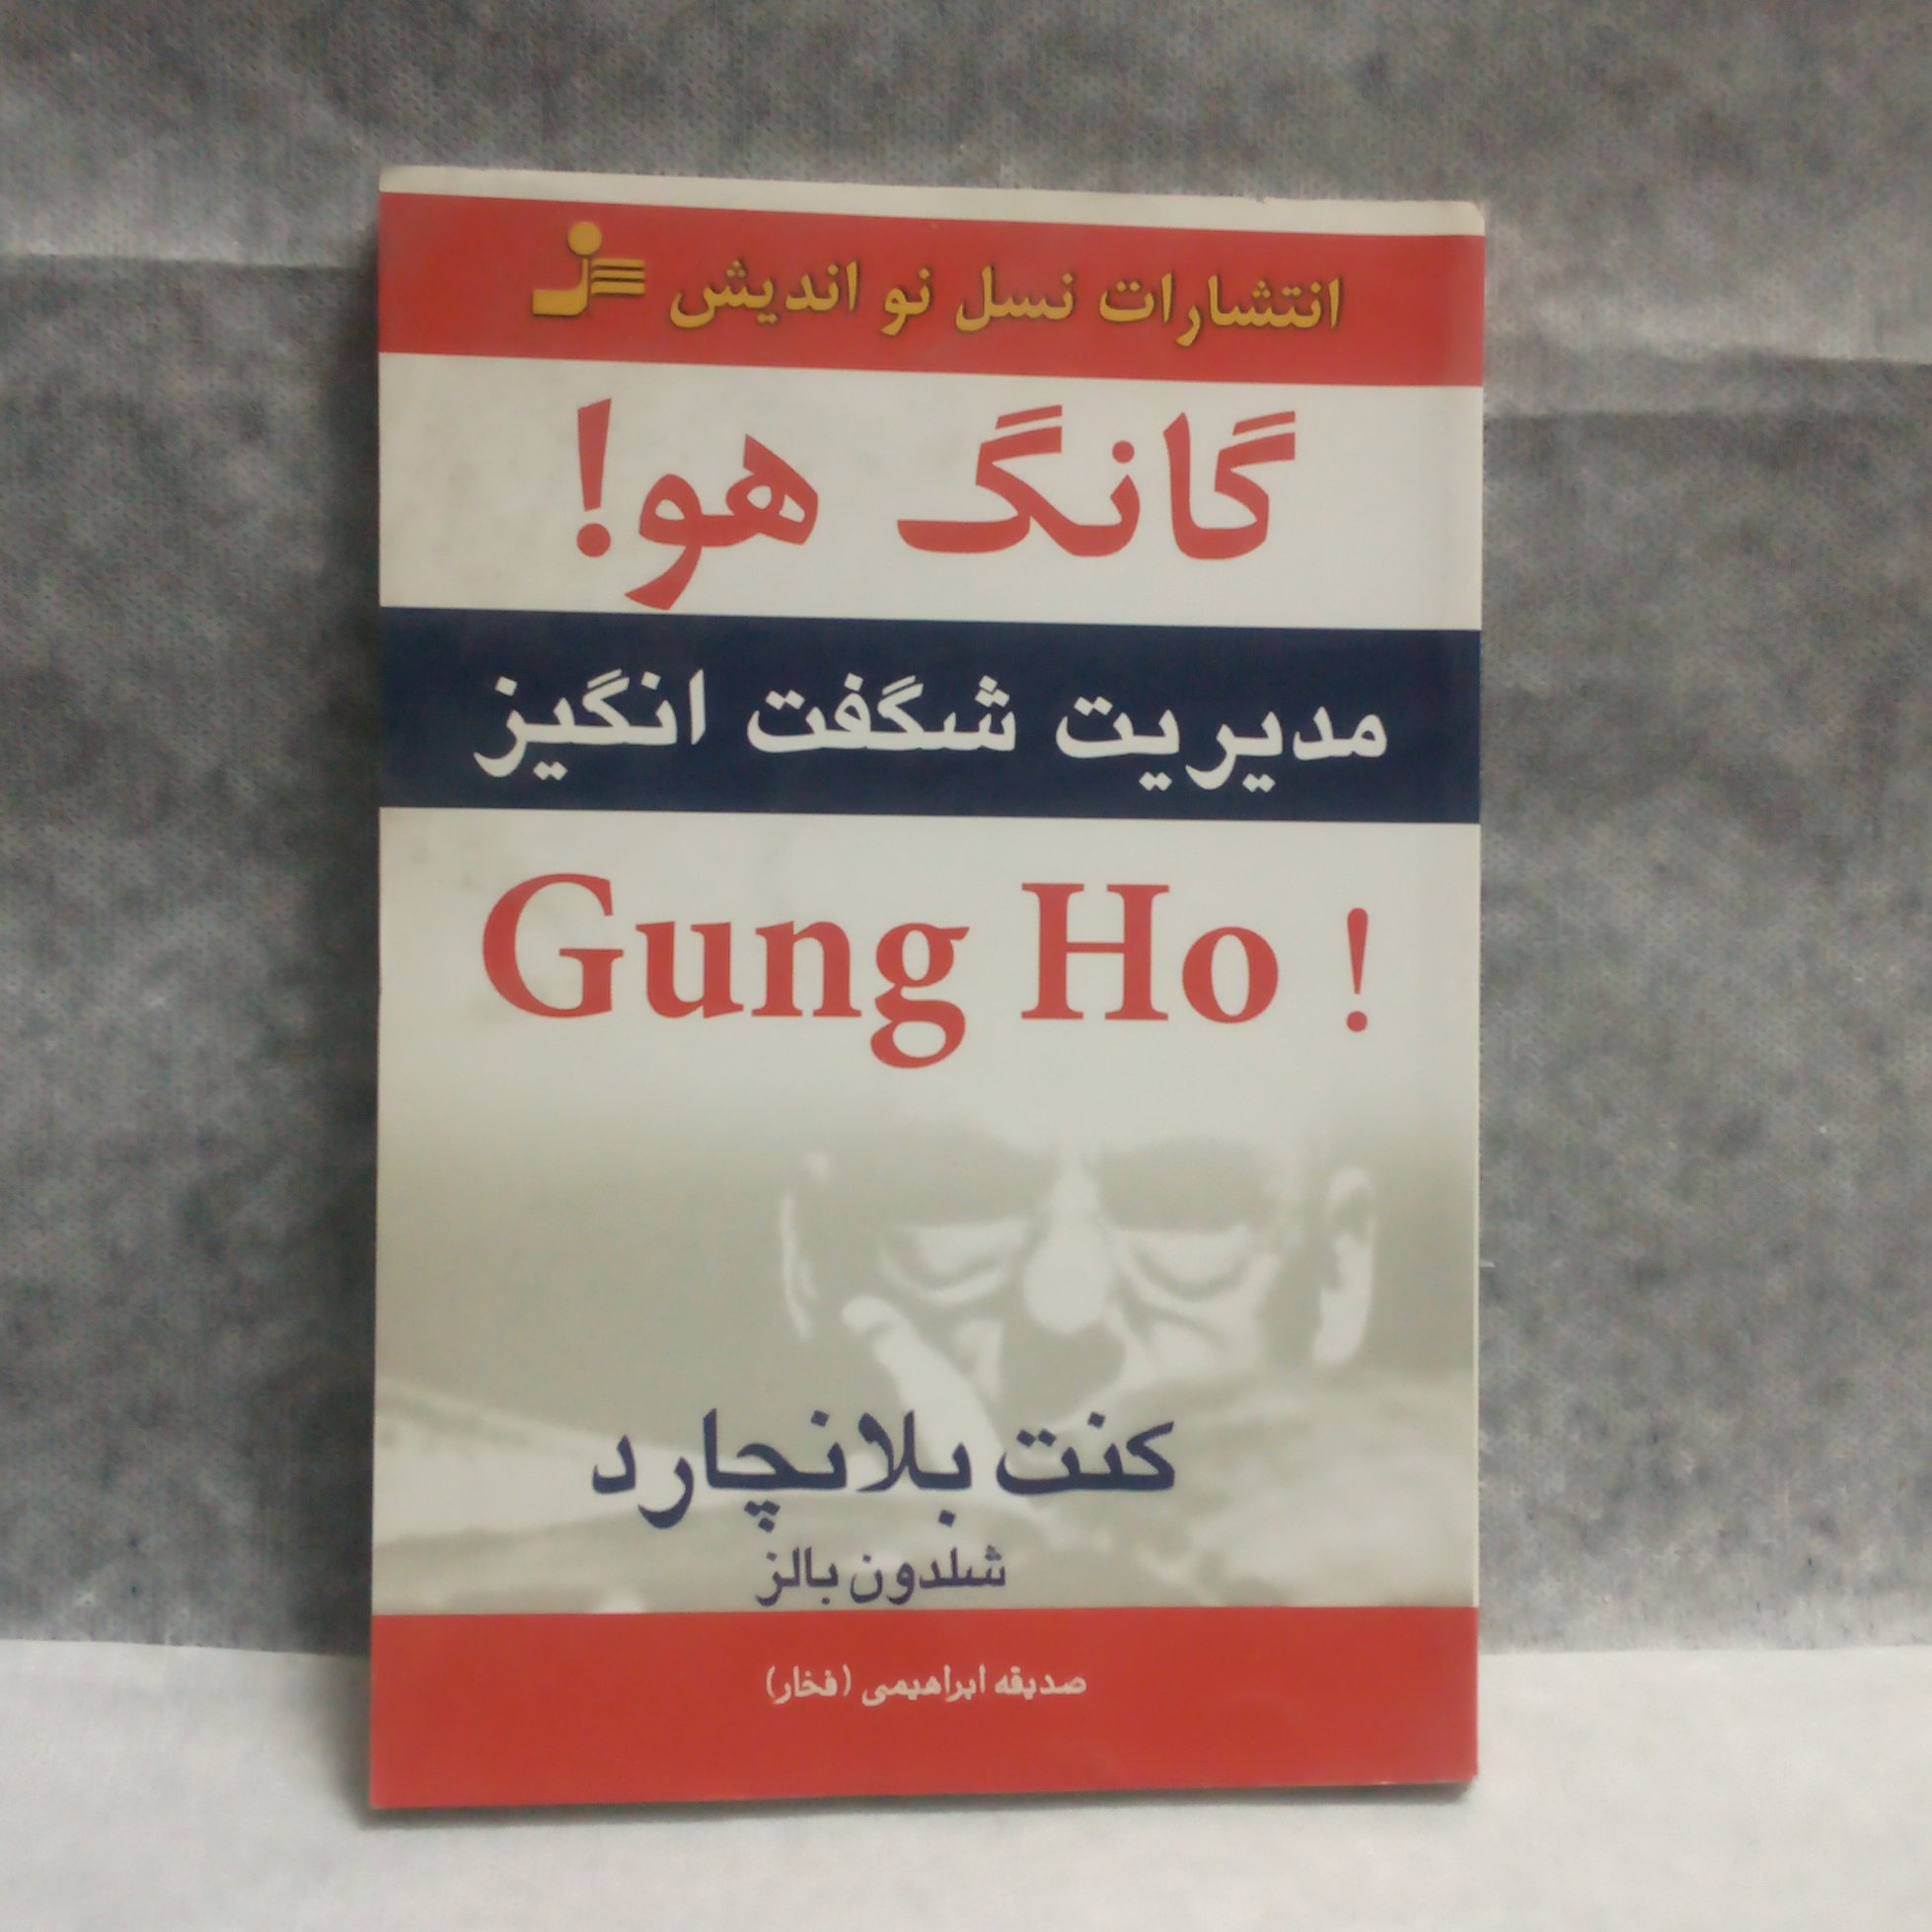 انتشارات نسل نو اندیش
گانگ هو!
مدیریت شگفت انگیز
Gung Ho !
کنت بلانچارد
شلدون بالز
صدیقه ابراهیمی (فخار)